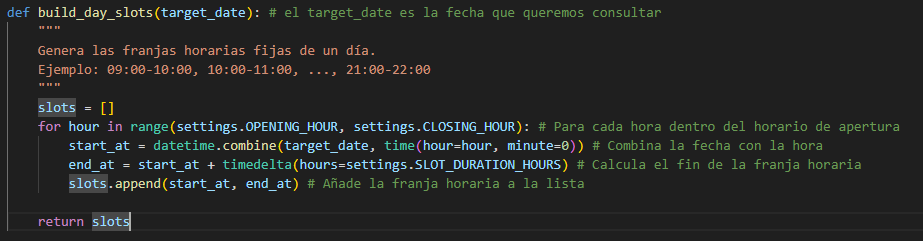 def build_day_slots(target_date): # el target_date es la fecha que queremos consultar
    """
    Genera las franjas horarias fijas de un día.
    Ejemplo: 09:00-10:00, 10:00-11:00, ..., 21:00-22:00
    """
    slots = []
    for hour in range(settings.OPENING_HOUR, settings.CLOSING_HOUR): # Para cada hora dentro del horario de apertura
        start_at = datetime.combine(target_date, time(hour=hour, minute=0)) # Combina la fecha con la hora
        end_at = start_at + timedelta(hours=settings.SLOT_DURATION_HOURS) # Calcula el fin de la franja horaria
        slots.append(start_at, end_at) # Añade la franja horaria a la lista

    return slots